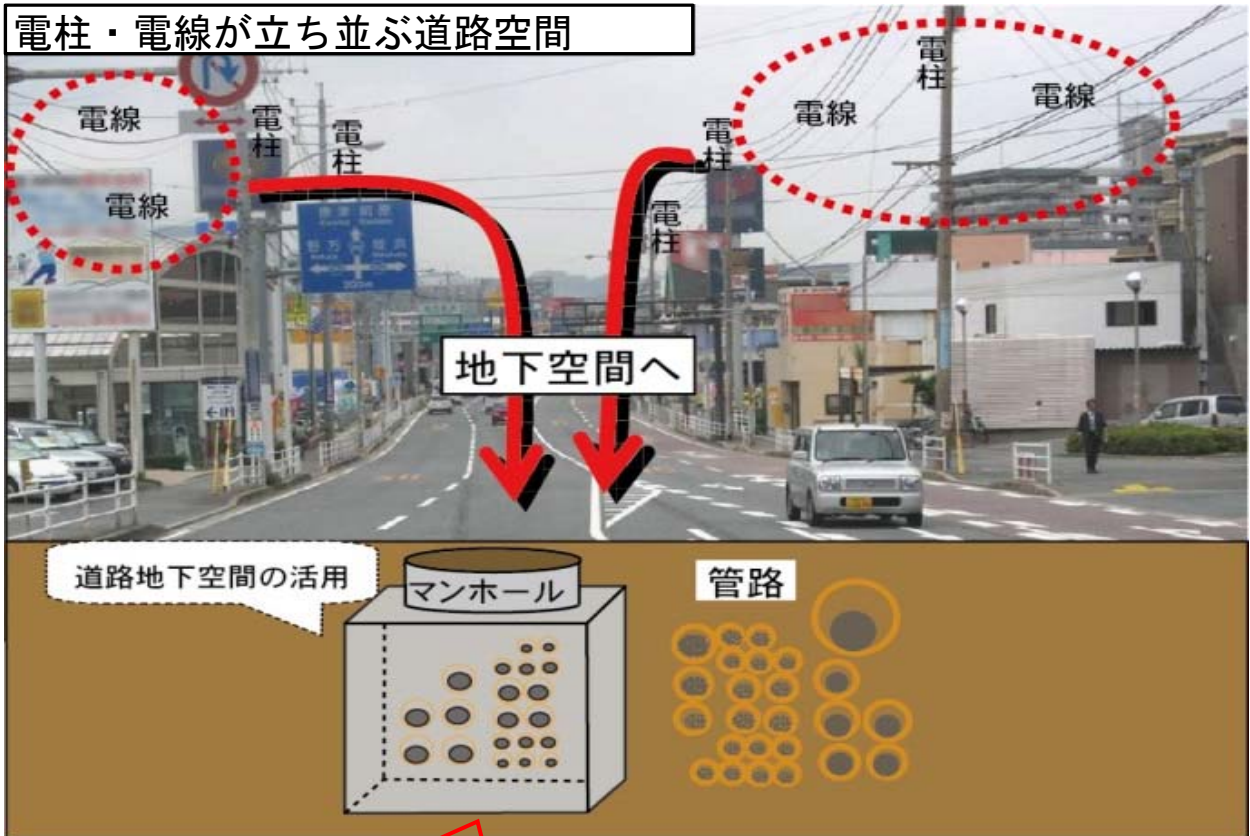 電柱・電線が立ち並ぶ道路空間
電線
電線
電柱
電柱
電柱
電柱
電線
電柱
電線
200m
地下空間へ
道路地下空間の活用
マンホール
管路